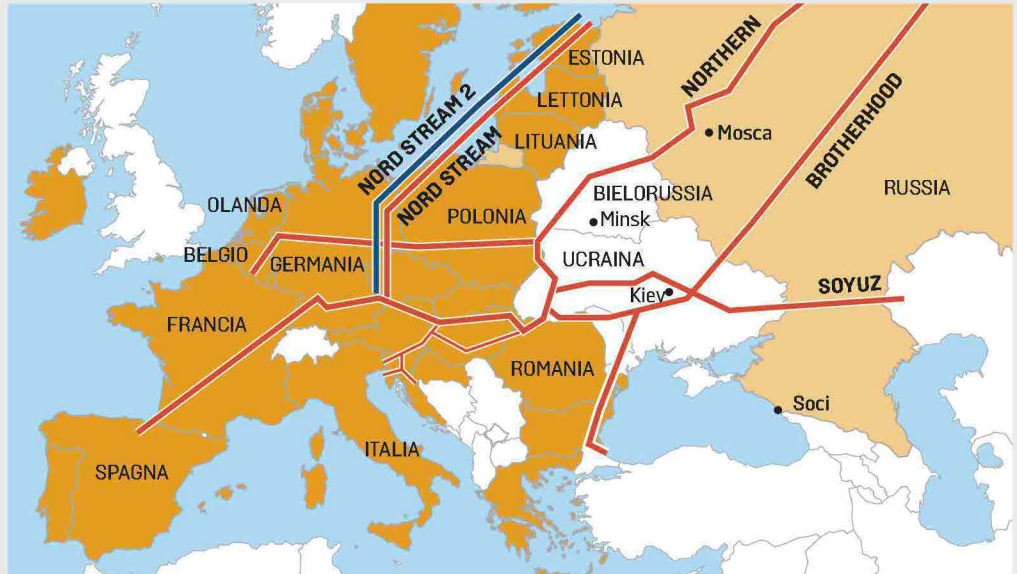 ESTONIA
NORTHERN
LETTONIA
NORD STREAM 2
Mosca
LITUANIA
BROTHERHOOD
NORD STREAM
BIELORUSSIA
RUSSIA
OLANDA
POLONIA
Minsk
BELGIO
GERMANIA
UCRAINA
SOYUZ
Kiev
FRANCIA
ROMANIA
Soci
ITALIA
SPAGNA